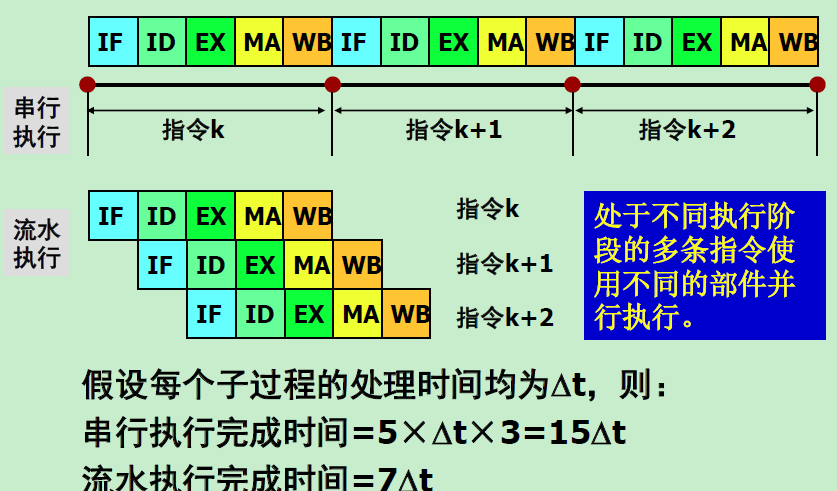 IF ID EX MA WB IF ID EX MA WB IF ID EX MA WB
串行
执行
指令k 指令k+1 指令k+2
流水
执行
IF ID EX MA WB 指令k
IF ID EX MA WB 指令k+1
IF ID EX MA WB 指令k+2
处于不同执行阶
段的多条指令使
用不同的部件并
行执行。
假设每个子过程的处理时间均为Δt，则：
串行执行完成时间=5×Δt×3=15Δt
流水执行完成时间=7Δt